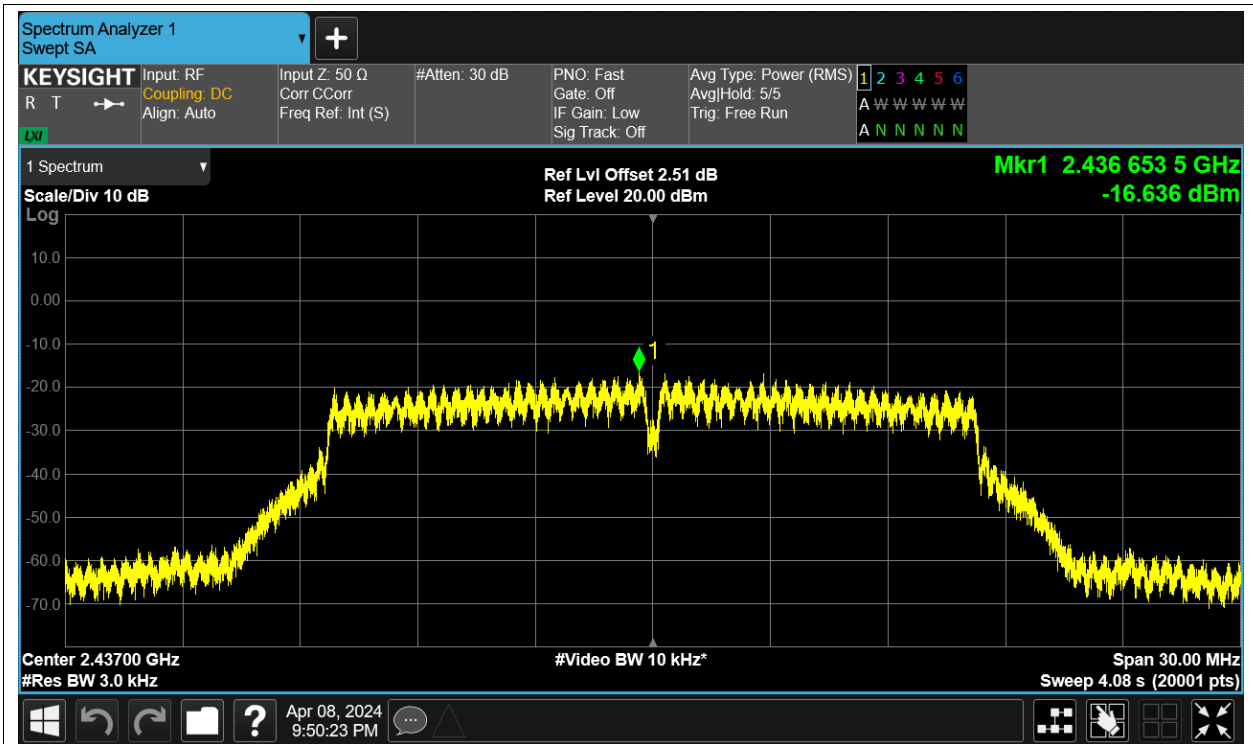 Spectrum Analyzer 1
Swept SA
KEYSIGHT
R T
LXI
Input: RF
Coupling: DC
Align: Auto
Input Z: 50 Ω
Corr CCorr
Freq Ref: Int (S)
#Atten: 30 dB
PNO: Fast
Gate: Off
IF Gain: Low
Sig Track: Off
Avg Type: Power (RMS)
Avg|Hold: 5/5
Trig: Free Run
1 2 3 4 5 6
A W W W W W
A N N N N N
1 Spectrum
Scale/Div 10 dB
Log
Ref Lvl Offset 2.51 dB
Ref Level 20.00 dBm
Mkr1 2.436 653 5 GHz
-16.636 dBm
10.0
0.00
-10.0
1
-20.0
-30.0
-40.0
-50.0
-60.0
-70.0
Center 2.43700 GHz
#Res BW 3.0 kHz
#Video BW 10 kHz*
Span 30.00 MHz
Sweep 4.08 s (20001 pts)
?
Apr 08, 2024
9:50:23 PM